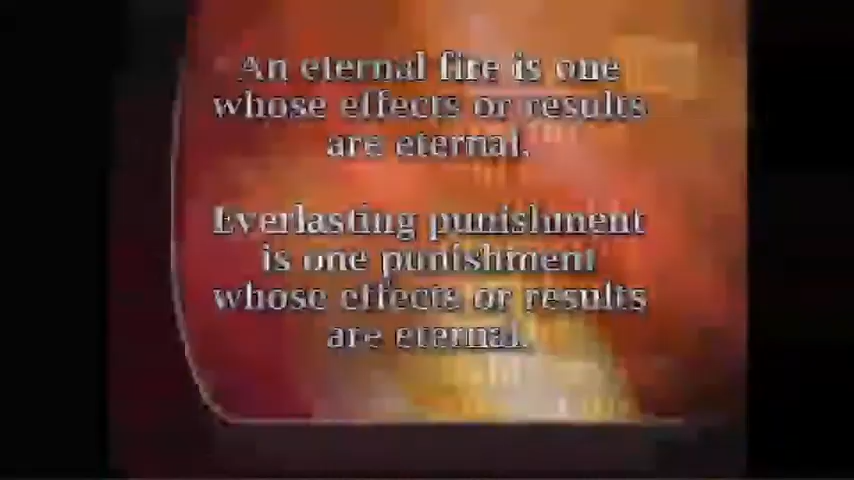 An eternal fire is one
whose effects or results
are eternal.
Everlasting punishment
is one punishment
whose effects or results
are eternal.